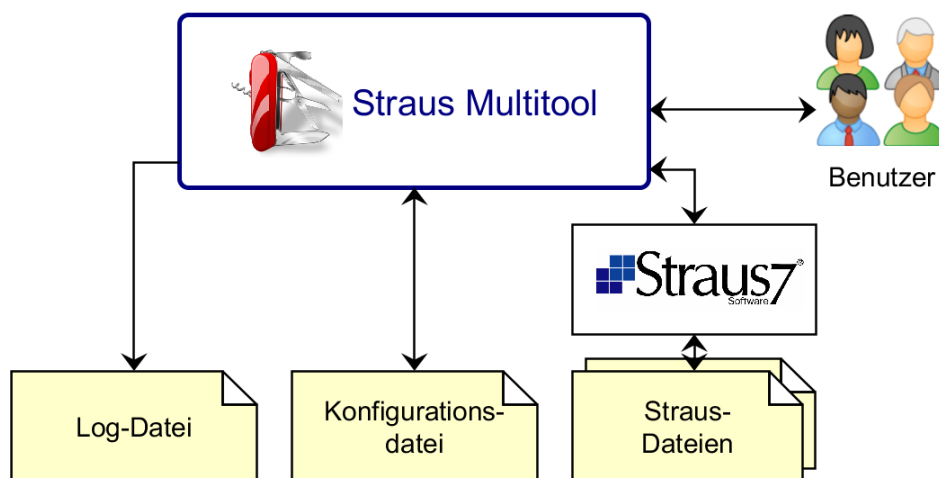 Straus Multitool
Benutzer
Straus7®
Software
Log-Datei
Konfigurations-
datei
Straus-
Dateien